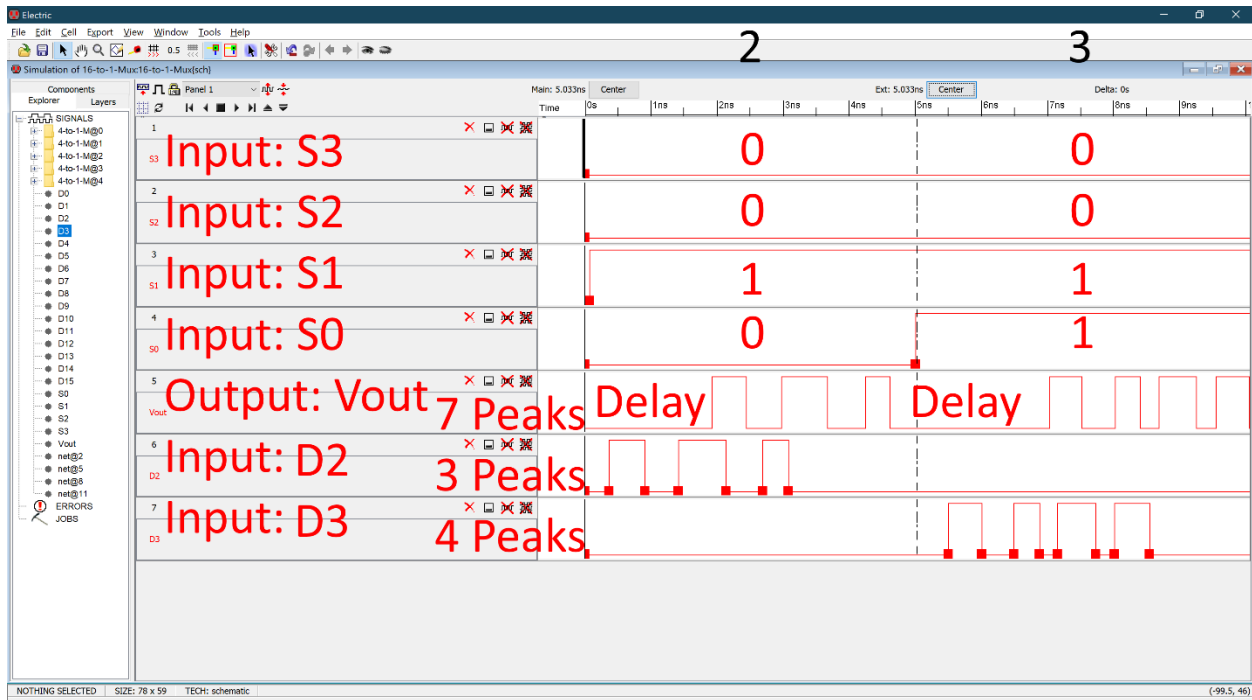 Electric
File Edit Cell Export View Window Tools Help
0.5
2 3
Simulation of 16-to-1-Mux:16-to-1-Mux{sch}
Components
Explorer Layers
Panel 1
Main: 5.033ns Center Ext: 5.033ns Center Delta: 0s
Time 0s 1ns 2ns 3ns 4ns 5ns 6ns 7ns 8ns 9ns
SIGNALS
4-to-1-M@0
4-to-1-M@1
4-to-1-M@2
4-to-1-M@3
4-to-1-M@4
D0
D1
D2
D3
D4
D5
D6
D7
D8
D9
D10
D11
D12
D13
D14
D15
S0
S1
S2
S3
Vout
net@2
net@5
net@8
net@11
ERRORS
JOBS
1
S3 Input: S3 0 0
2
S2 Input: S2 0 0
3
S1 Input: S1 1 1
4
S0 Input: S0 0 1
5
Vout Output: Vout 7 Peaks Delay Delay
6
D2 Input: D2 3 Peaks
7
D3 Input: D3 4 Peaks
NOTHING SELECTED SIZE: 78 x 59 TECH: schematic (-99.5, 46)